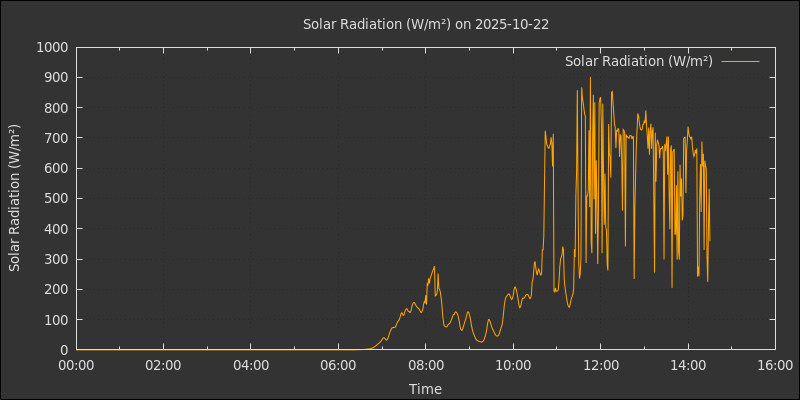 Solar Radiation (W/m²) on 2025-10-22
Solar Radiation (W/m²)
Solar Radiation (W/m²)
1000
900
800
700
600
500
400
300
200
100
0
00:00 02:00 04:00 06:00 08:00 10:00 12:00 14:00 16:00
Time